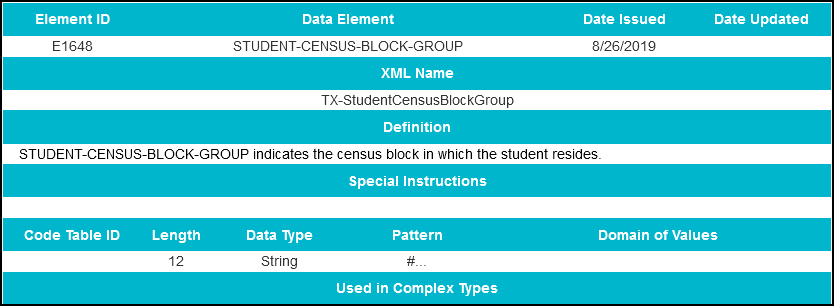 Element ID Data Element Date Issued Date Updated
E1648 STUDENT-CENSUS-BLOCK-GROUP 8/26/2019
XML Name
TX-StudentCensusBlockGroup
Definition
STUDENT-CENSUS-BLOCK-GROUP indicates the census block in which the student resides.
Special Instructions
Code Table ID Length Data Type Pattern Domain of Values
12 String #...
Used in Complex Types